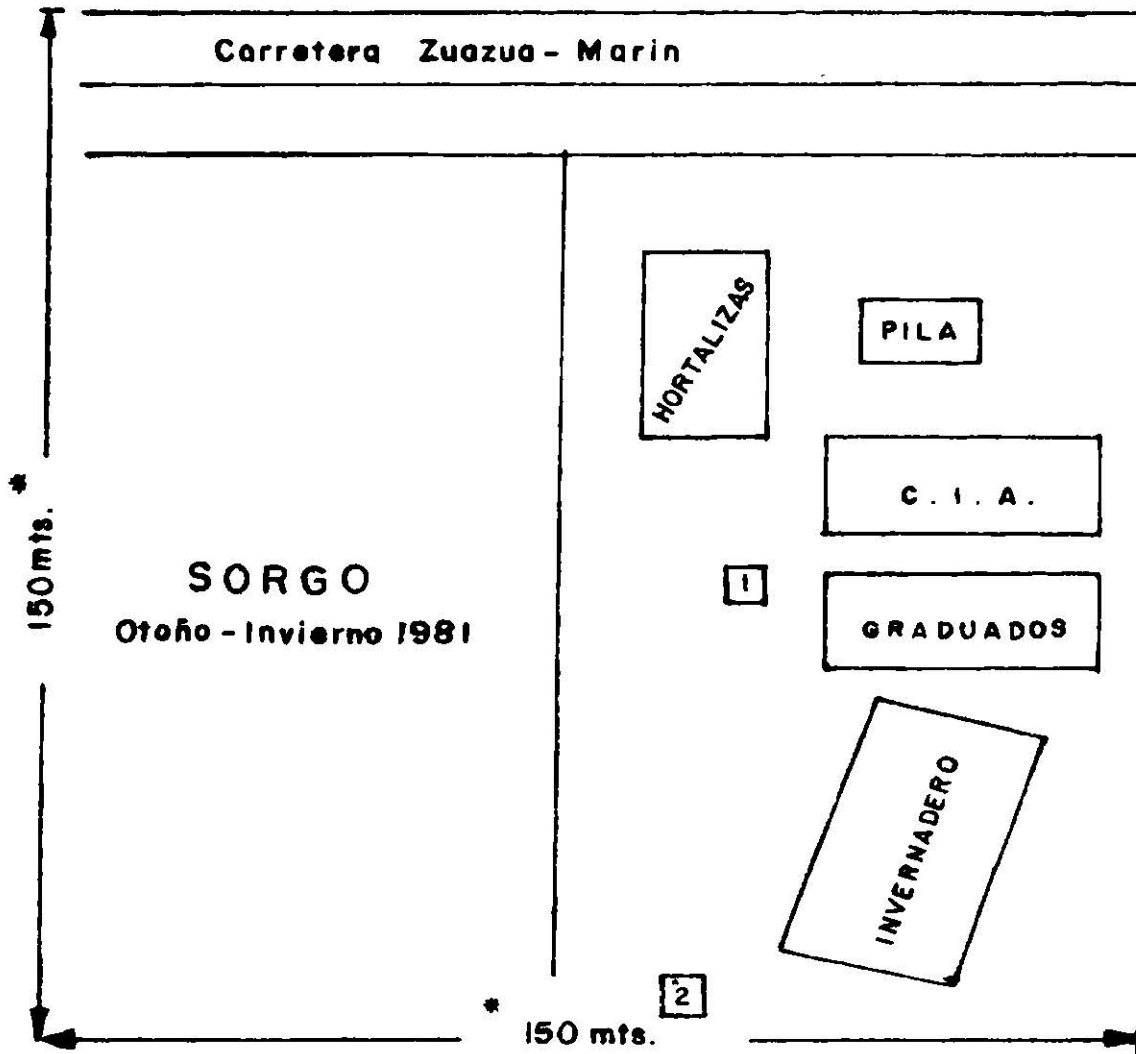 Carretera Zuazua - Marin
HORTALIZAS
PILA
C. I. A.
*
150 mts.
SORGO
Otoño - Invierno 1981
1
GRADUADOS
INVERNADERO
2
*
150 mts.